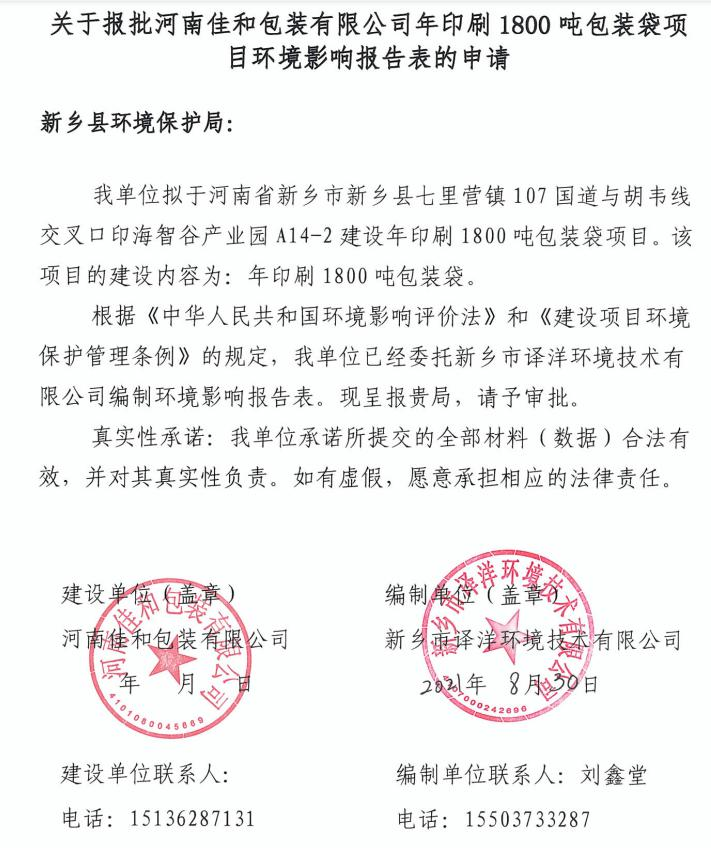 关于报批河南佳和包装有限公司年印刷 1800 吨包装袋项
目环境影响报告表的申请
新乡县环境保护局：
我单位拟于河南省新乡市新乡县七里营镇 107 国道与胡韦线
交叉口印海智谷产业园 A14-2 建设年印刷 1800 吨包装袋项目。该
项目的建设内容为：年印刷 1800 吨包装袋。
根据《中华人民共和国环境影响评价法》和《建设项目环境
保护管理条例》的规定，我单位已经委托新乡市译洋环境技术有
限公司编制环境影响报告表。现呈报贵局，请予审批。
真实性承诺：我单位承诺所提交的全部材料（数据）合法有
效，并对其真实性负责。如有虚假，愿意承担相应的法律责任。
建设单位（盖章）
河南佳和包装有限公司
年 月 日
河南佳和包装有限公司
4101080045669
编制单位（盖章）
新乡市译洋环境技术有限公司
2021年 8月30日
新乡市译洋环境技术有限公司
4107000242696
建设单位联系人：
电话：15136287131
编制单位联系人：刘鑫堂
电话：15503733287